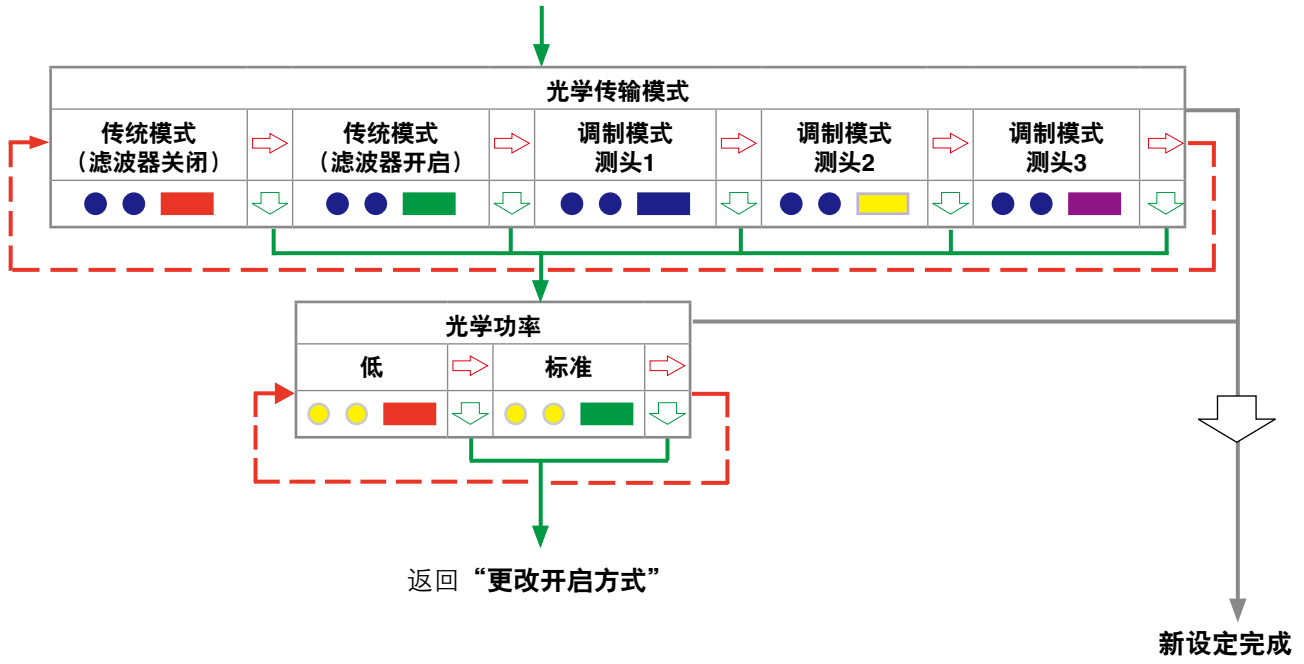 光学传输模式
传统模式
（滤波器关闭）
传统模式
（滤波器开启）
调制模式
测头1
调制模式
测头2
调制模式
测头3
光学功率
低
标准
返回“更改开启方式”
新设定完成